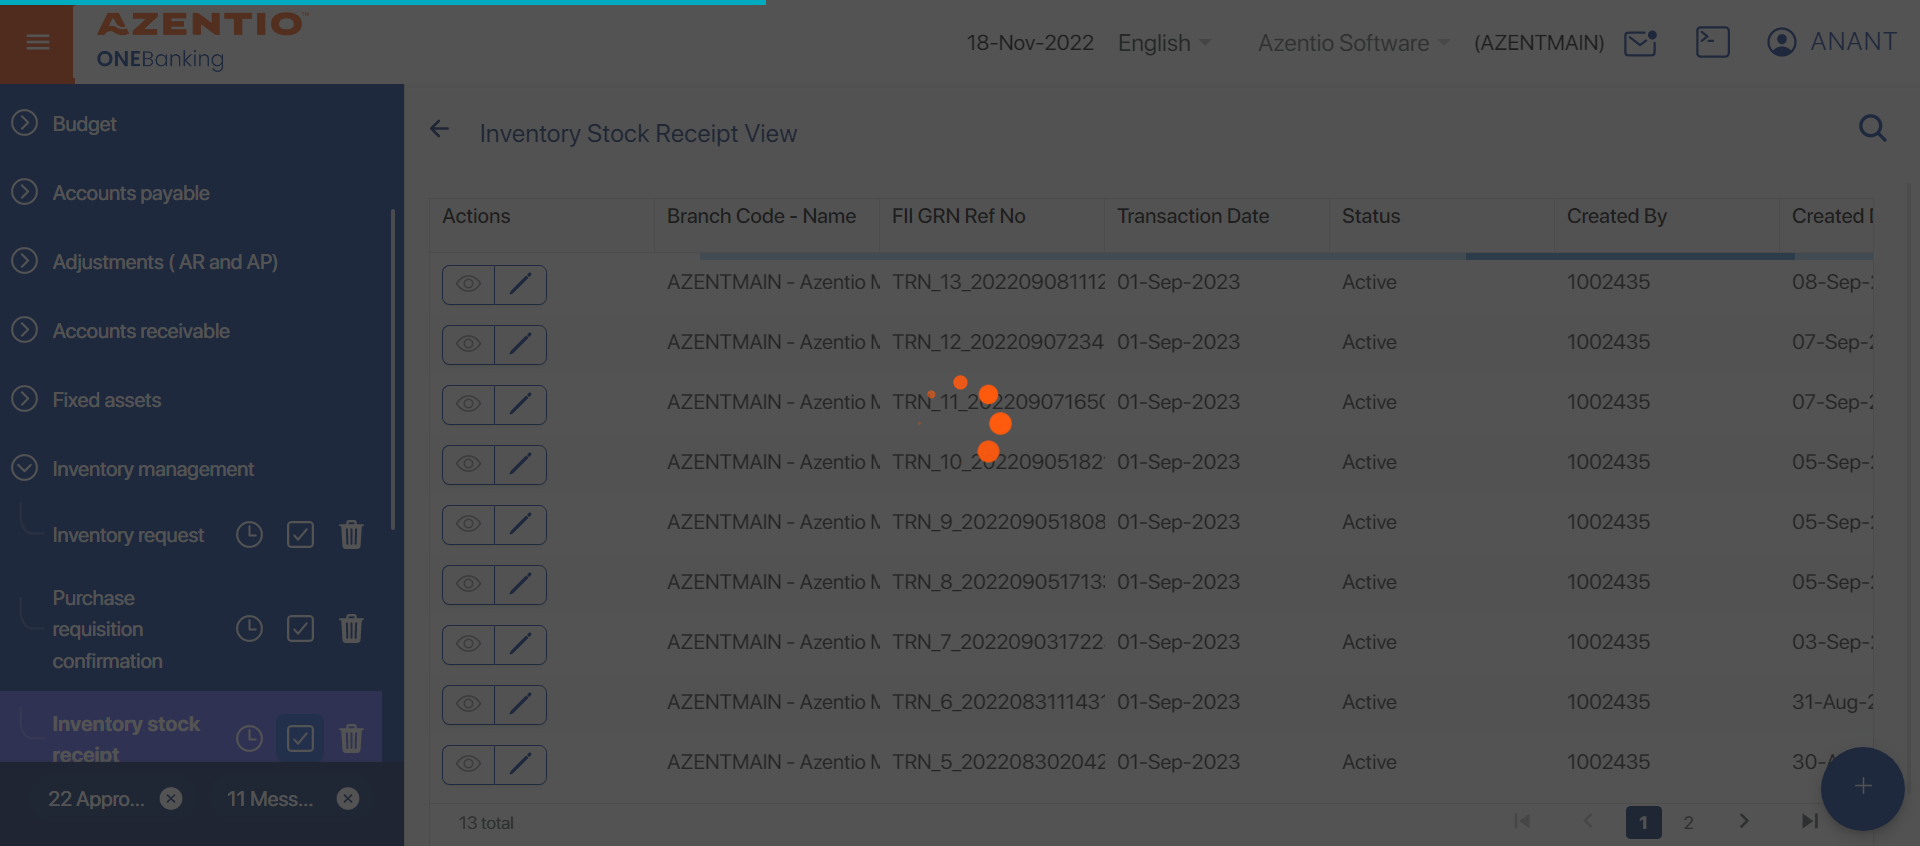 AZENTIO™
ONEBanking
18-Nov-2022 English Azentio Software (AZENTMAIN) ANANT
Budget
Accounts payable
Adjustments ( AR and AP)
Accounts receivable
Fixed assets
Inventory management
Inventory request
Purchase
requisition
confirmation
Inventory stock
receipt
22 Appro... 11 Mess...
Inventory Stock Receipt View
Actions Branch Code - Name FII GRN Ref No Transaction Date Status Created By Created
AZENTMAIN - Azentio TRN_13_202209081112 01-Sep-2023 Active 1002435 08-Sep-
AZENTMAIN - Azentio TRN_12_20220907234 01-Sep-2023 Active 1002435 07-Sep-
AZENTMAIN - Azentio TRN_11_202209071650 01-Sep-2023 Active 1002435 07-Sep-
AZENTMAIN - Azentio TRN_10_20220905182 01-Sep-2023 Active 1002435 05-Sep-
AZENTMAIN - Azentio TRN_9_202209051808 01-Sep-2023 Active 1002435 05-Sep-
AZENTMAIN - Azentio TRN_8_20220905171 01-Sep-2023 Active 1002435 05-Sep-
AZENTMAIN - Azentio TRN_7_202209031722 01-Sep-2023 Active 1002435 03-Sep-
AZENTMAIN - Azentio TRN_6_20220831114 01-Sep-2023 Active 1002435 31-Aug-
AZENTMAIN - Azentio TRN_5_202208302042 01-Sep-2023 Active 1002435 30-
13 total
1 2